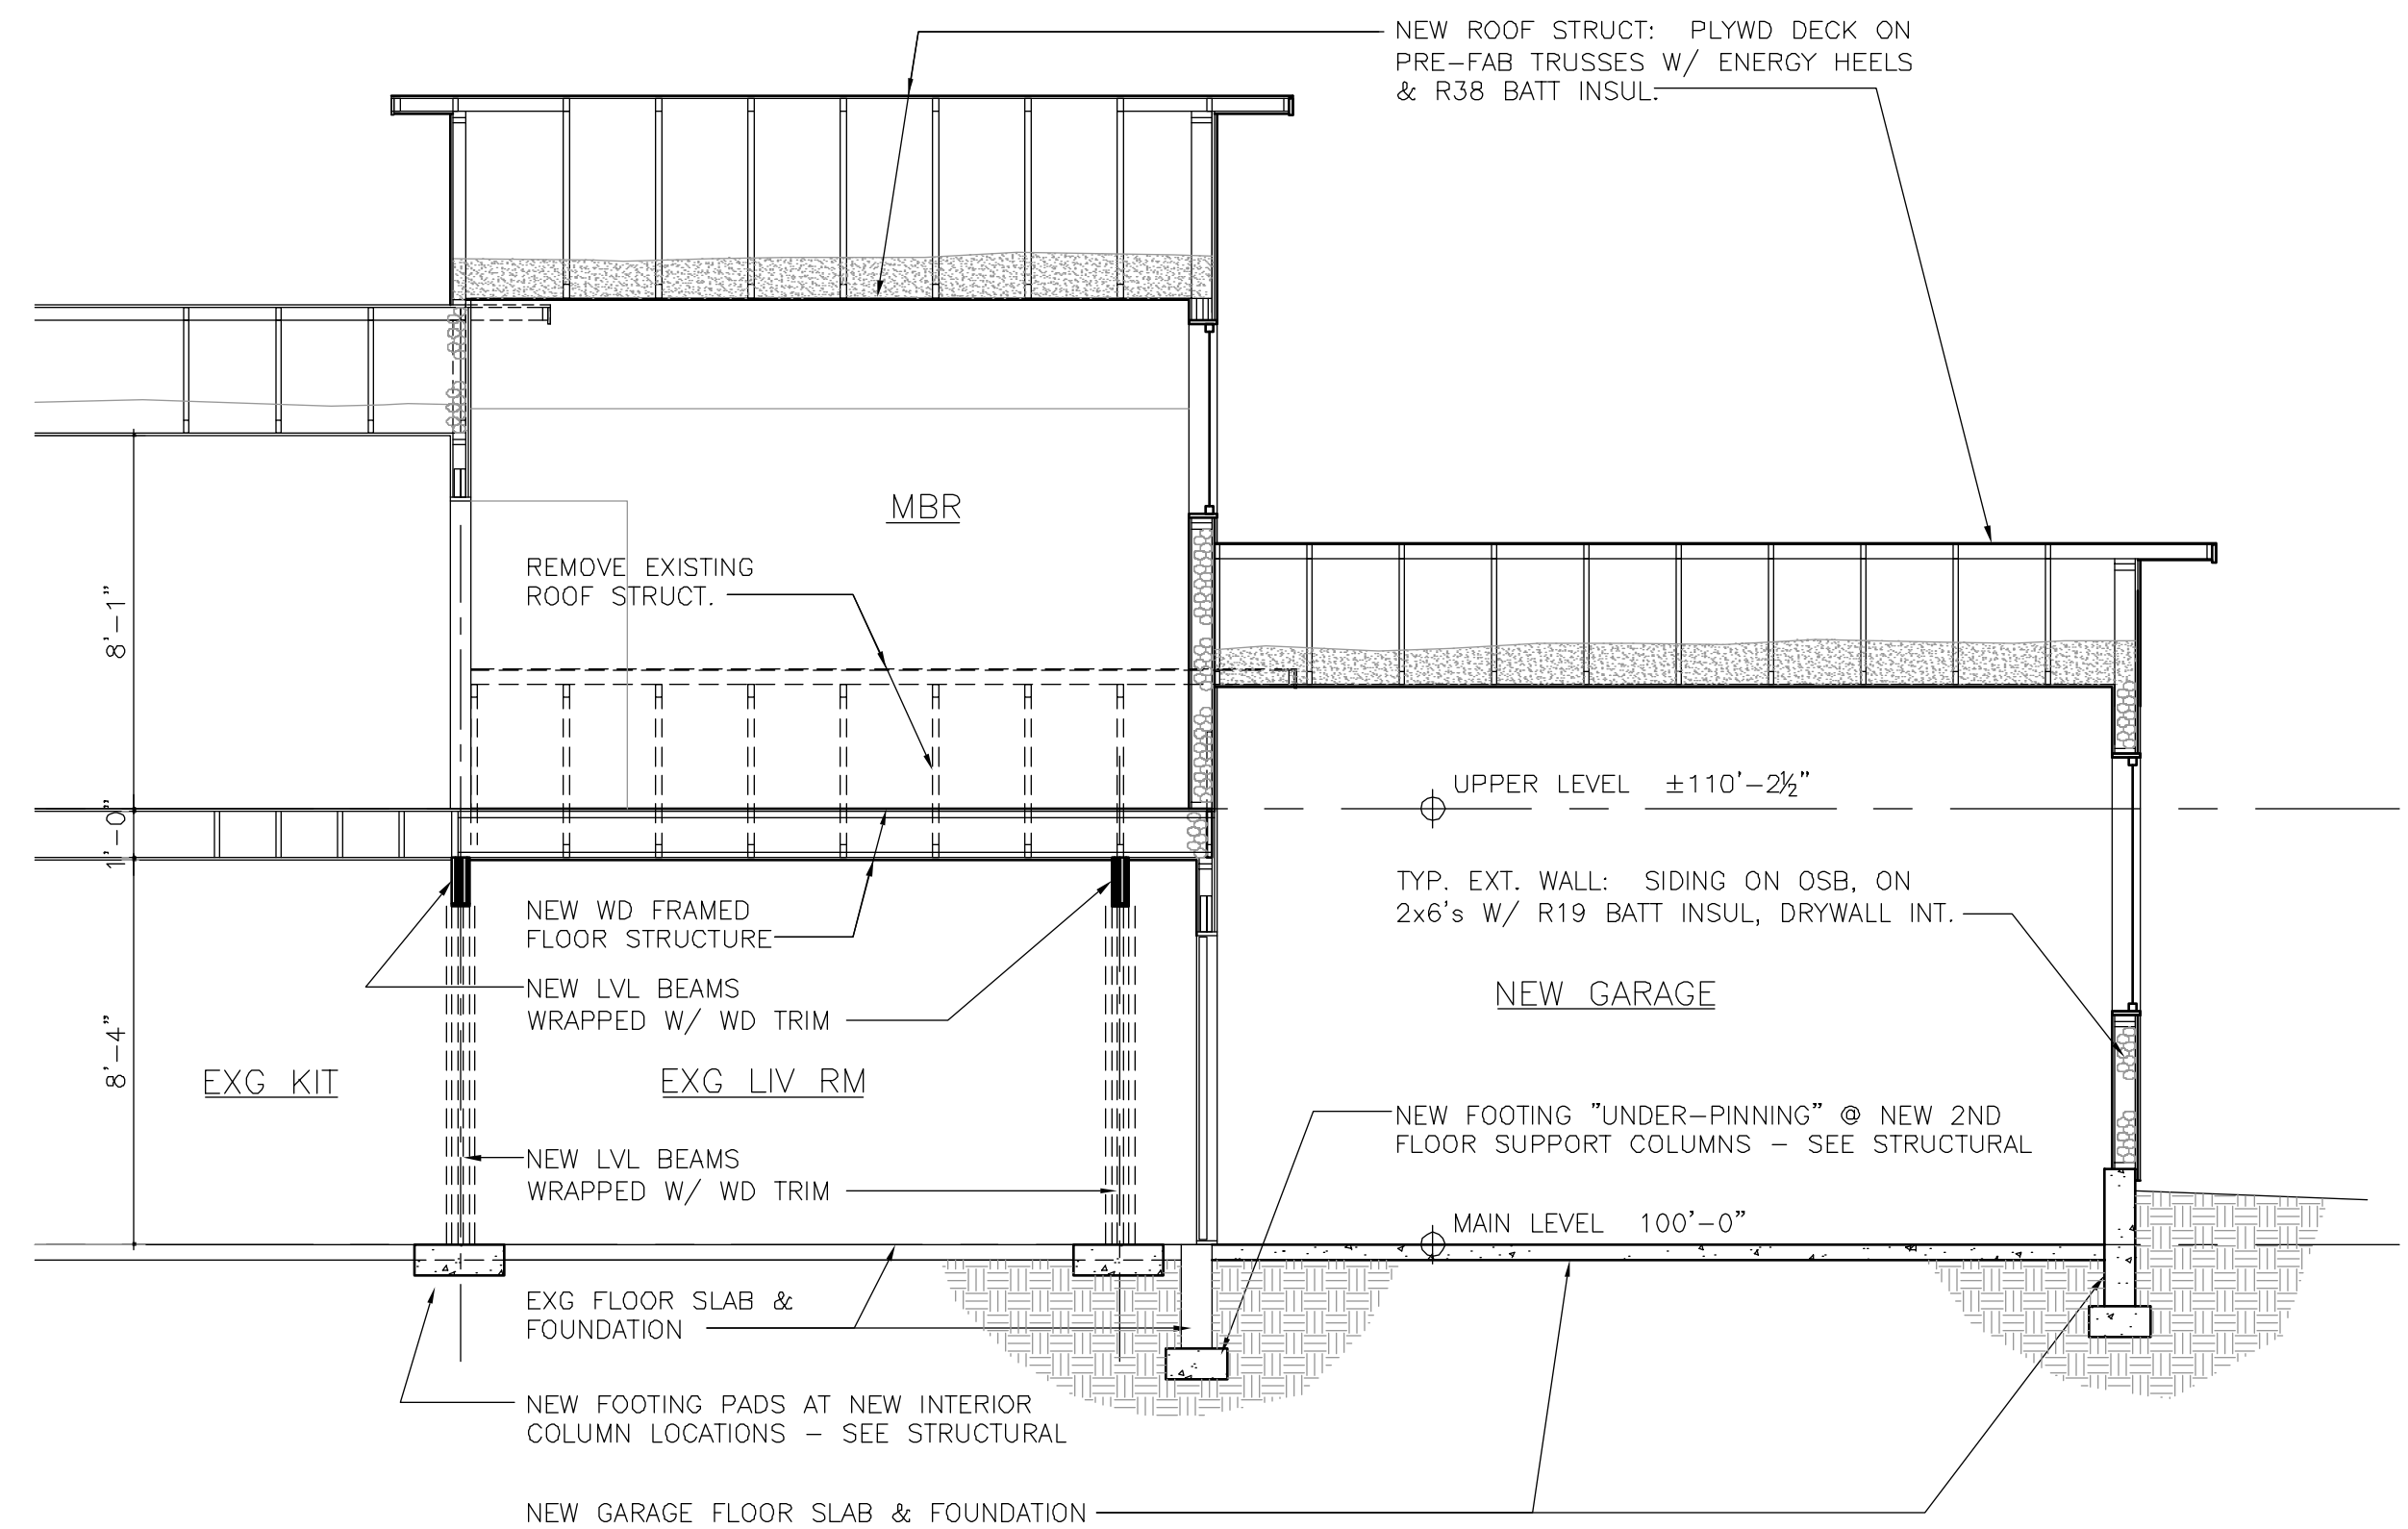 NEW ROOF STRUCT: PLYWD DECK ON
PRE-FAB TRUSSES W/ ENERGY HEELS
& R38 BATT INSUL.
MBR
REMOVE EXISTING
ROOF STRUCT.
8'-1"
1'-0"
8'-4"
UPPER LEVEL ±110'-2½"
TYP. EXT. WALL: SIDING ON OSB, ON
2x6's W/ R19 BATT INSUL, DRYWALL INT.
NEW WD FRAMED
FLOOR STRUCTURE
NEW LVL BEAMS
WRAPPED W/ WD TRIM
NEW GARAGE
EXG KIT
EXG LIV RM
NEW FOOTING "UNDER-PINNING" @ NEW 2ND
FLOOR SUPPORT COLUMNS - SEE STRUCTURAL
NEW LVL BEAMS
WRAPPED W/ WD TRIM
MAIN LEVEL 100'-0"
EXG FLOOR SLAB &
FOUNDATION
NEW FOOTING PADS AT NEW INTERIOR
COLUMN LOCATIONS - SEE STRUCTURAL
NEW GARAGE FLOOR SLAB & FOUNDATION